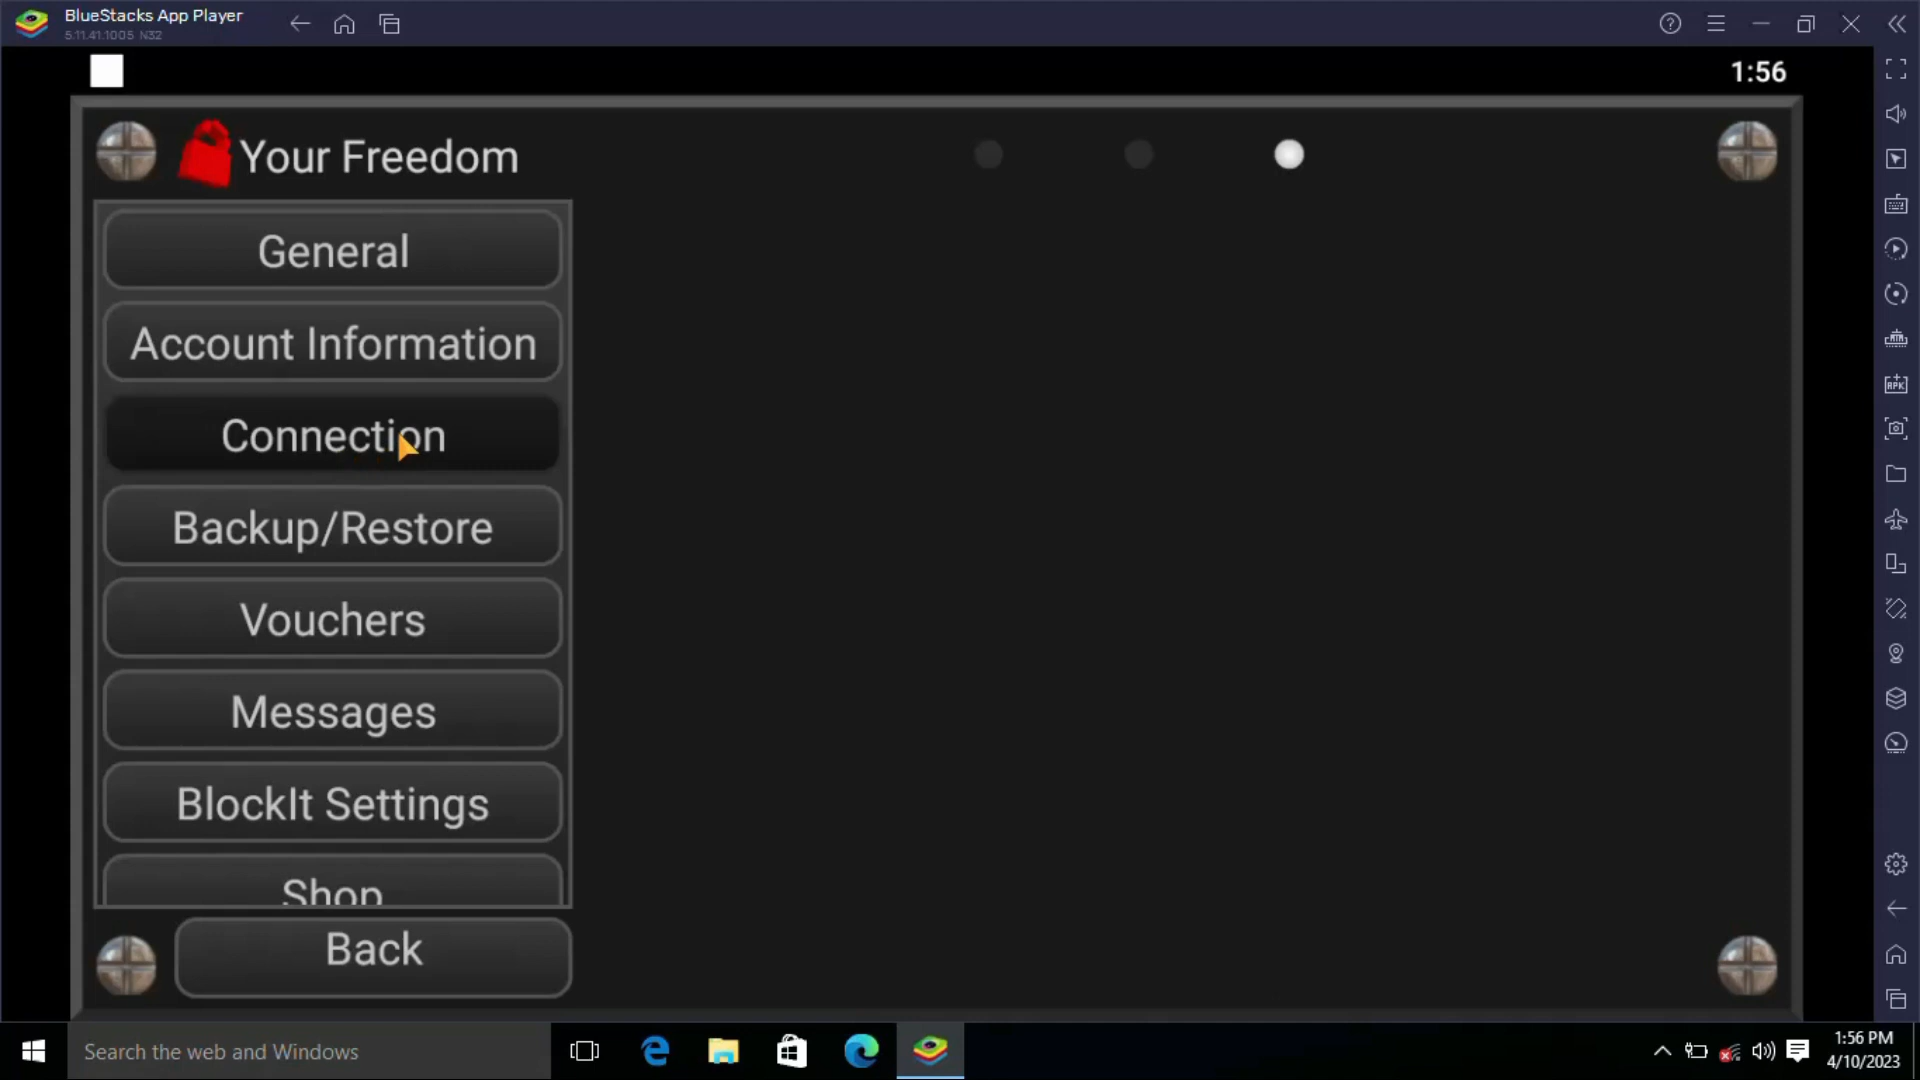 BlueStacks App Player
5.11.41.1005 N32
1:56
Your Freedom
General
Account Information
Connection
Backup/Restore
Vouchers
Messages
BlockIt Settings
Shop
Back
Search the web and Windows
1:56 PM
4/10/2023